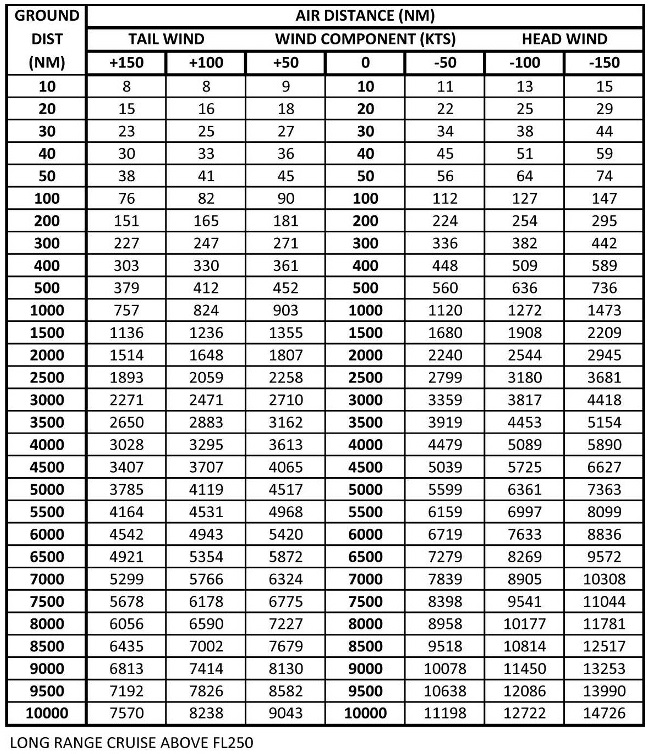 GROUND DIST (NM) AIR DISTANCE (NM)
TAIL WIND WIND COMPONENT (KTS) HEAD WIND
+150 +100 +50 0 -50 -100 -150
10 8 8 9 10 11 13 15
20 15 16 18 20 22 25 29
30 23 25 27 30 34 38 44
40 30 33 36 40 45 51 59
50 38 41 45 50 56 64 74
100 76 82 90 100 112 127 147
200 151 165 181 200 224 254 295
300 227 247 271 300 336 382 442
400 303 330 361 400 448 509 589
500 379 412 452 500 560 636 736
1000 757 824 903 1000 1120 1272 1473
1500 1136 1236 1355 1500 1680 1908 2209
2000 1514 1648 1807 2000 2240 2544 2945
2500 1893 2059 2258 2500 2799 3180 3681
3000 2271 2471 2710 3000 3359 3817 4418
3500 2650 2883 3162 3500 3919 4453 5154
4000 3028 3295 3613 4000 4479 5089 5890
4500 3407 3707 4065 4500 5039 5725 6627
5000 3785 4119 4517 5000 5599 6361 7363
5500 4164 4531 4968 5500 6159 6997 8099
6000 4542 4943 5420 6000 6719 7633 8836
6500 4921 5354 5872 6500 7279 8269 9572
7000 5299 5766 6324 7000 7839 8905 10308
7500 5678 6178 6775 7500 8398 9541 11044
8000 6056 6590 7227 8000 8958 10177 11781
8500 6435 7002 7679 8500 9518 10814 12517
9000 6813 7414 8130 9000 10078 11450 13253
9500 7192 7826 8582 9500 10638 12086 13990
10000 7570 8238 9043 10000 11198 12722 14726
LONG RANGE CRUISE ABOVE FL250